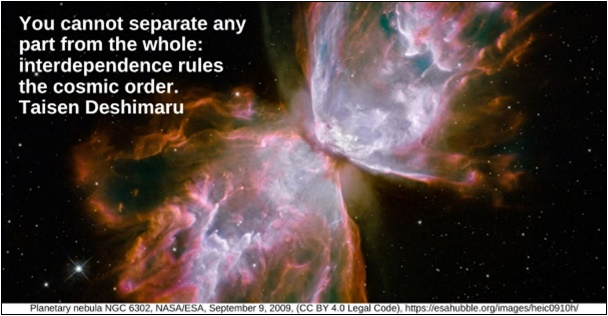 You cannot separate any
part from the whole:
interdependence rules
the cosmic order.
Taisen Deshimaru
Planetary nebula NGC 6302, NASA/ESA, September 9, 2009, (CC BY 4.0 Legal Code), https://esahubble.org/images/heic0910h/